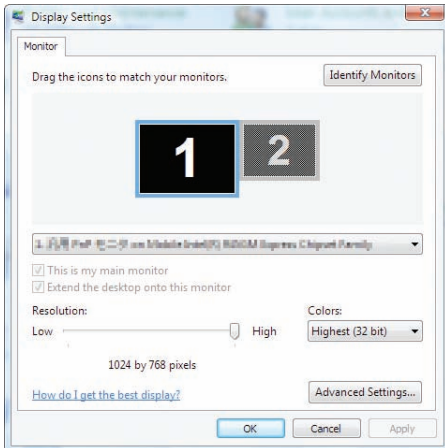 Display Settings
Monitor
Drag the icons to match your monitors.
Identify Monitors
1
2
This is my main monitor
Extend the desktop onto this monitor
Resolution:
Colors:
Low
High
Highest (32 bit)
1024 by 768 pixels
How do I get the best display?
Advanced Settings...
OK
Cancel
Apply